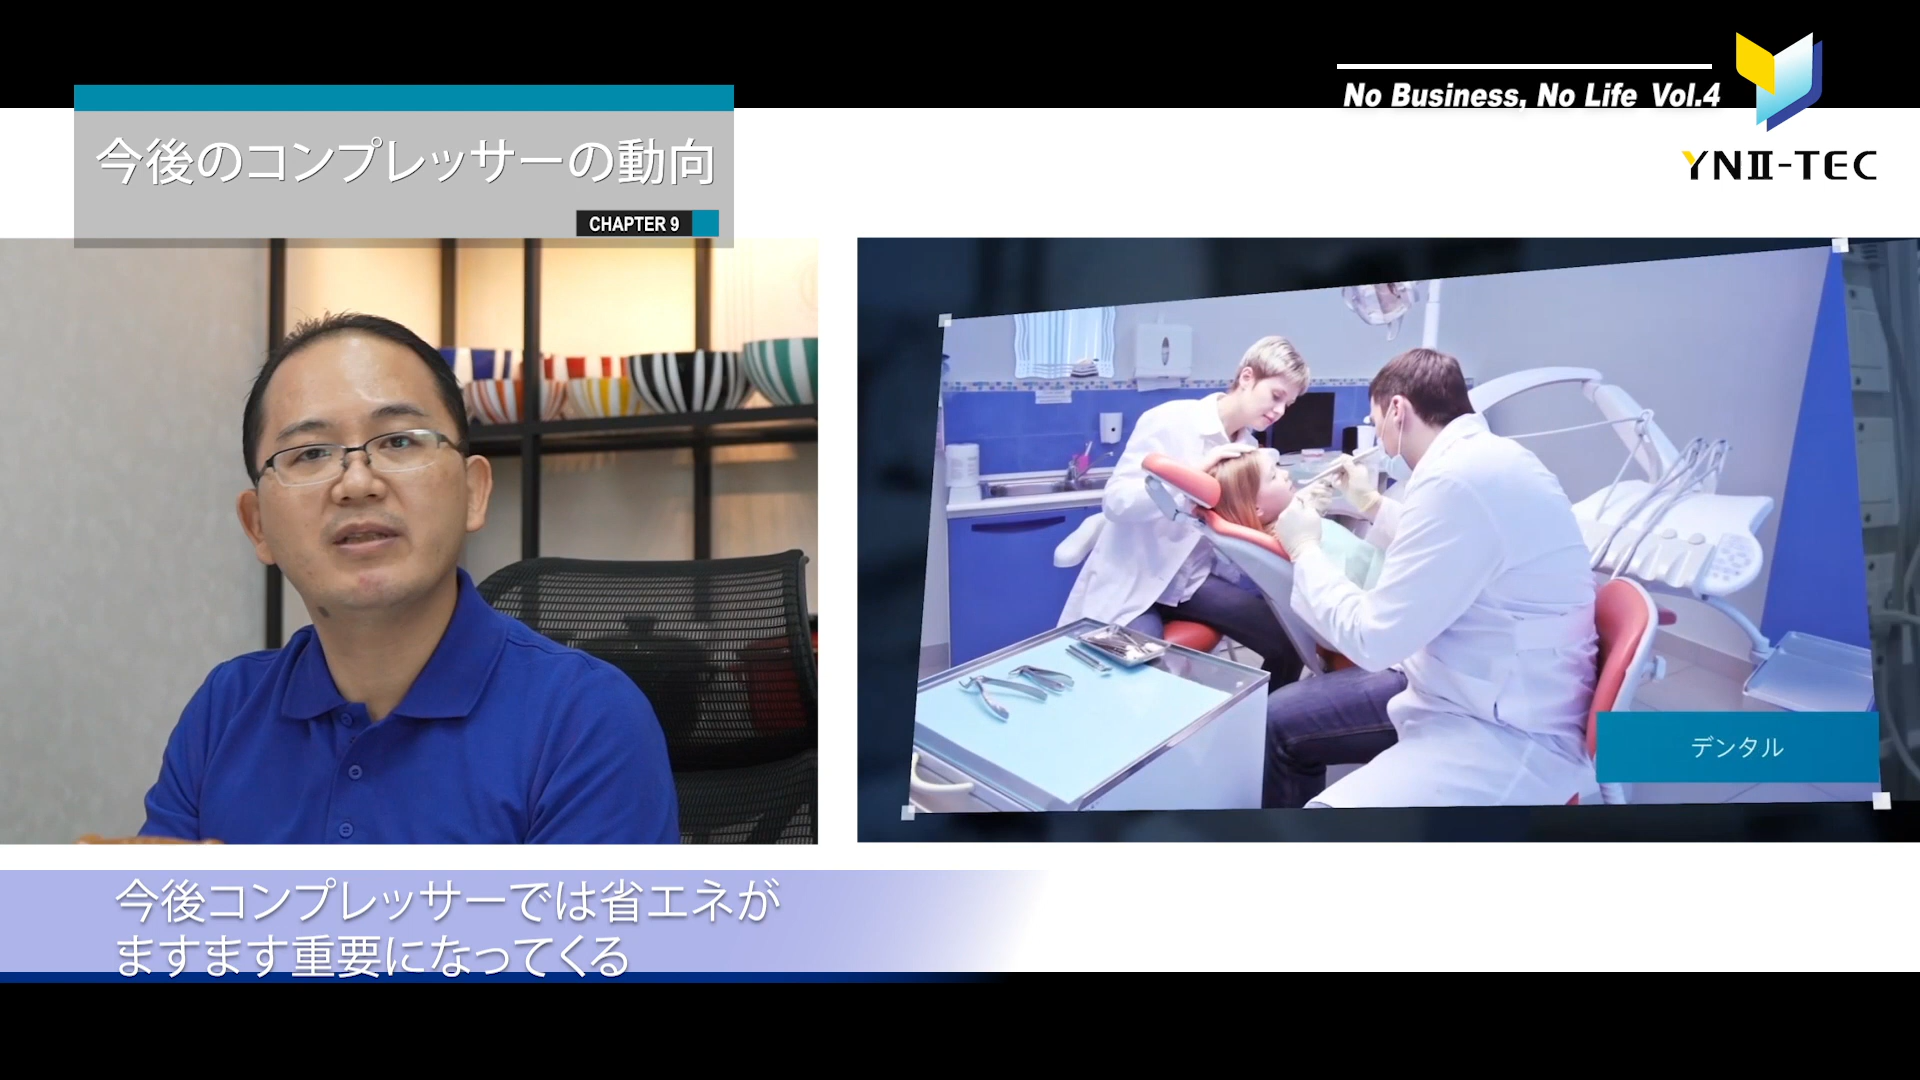 No Business, No Life Vol.4
YNII-TEC
今後のコンプレッサーの動向
CHAPTER 9
デンタル
今後コンプレッサーでは省エネが
ますます重要になってくる